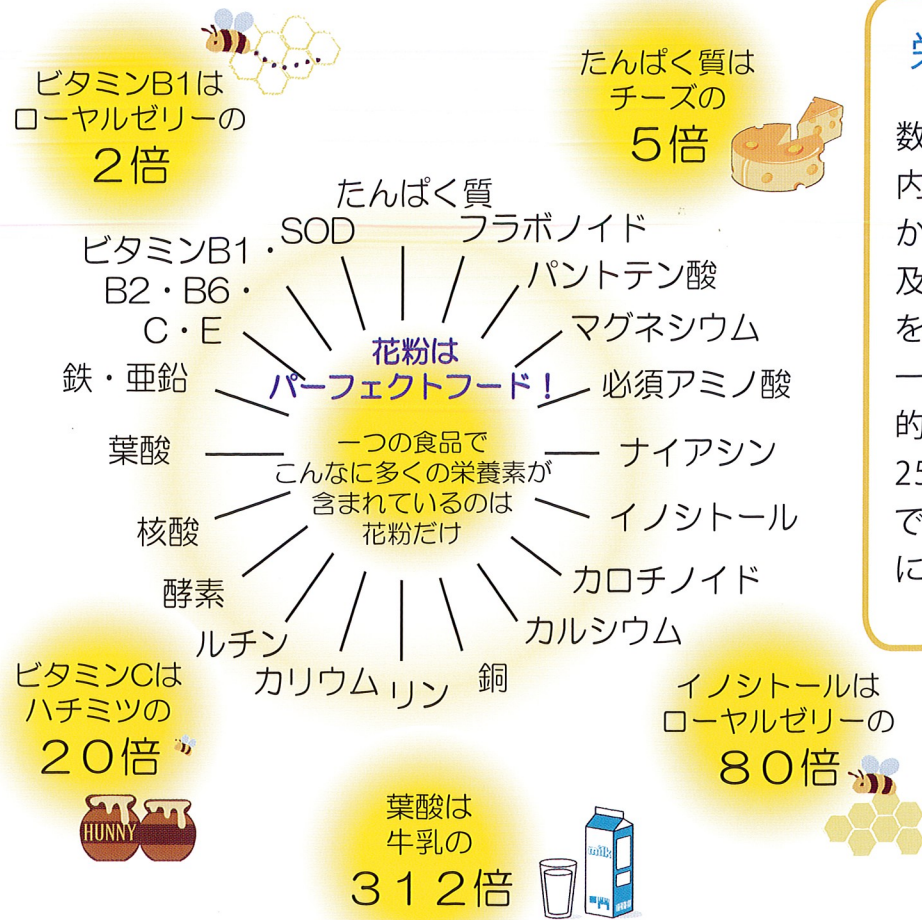 ビタミンB1は
ローヤルゼリーの
２倍
たんぱく質は
チーズの
５倍
たんぱく質
SOD
フラボノイド
ビタミンB1・
B2・B6・
C・E
パントテン酸
マグネシウム
鉄・亜鉛
必須アミノ酸
葉酸
ナイアシン
核酸
イノシトール
酵素
カロチノイド
ルチン
カルシウム
カリウム
リン
銅
花粉は
パーフェクトフード！
一つの食品で
こんなに多くの栄養素が
含まれているのは
花粉だけ
ビタミンCは
ハチミツの
２０倍
HUNNY
イノシトールは
ローヤルゼリーの
８０倍
葉酸は
牛乳の
３１２倍
milk
数
内
か
及
を
一
的
25
で
に